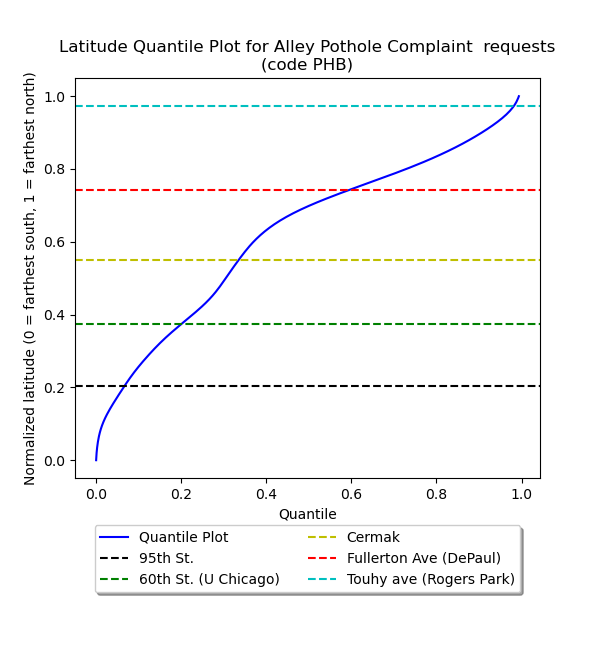 Latitude Quantile Plot for Alley Pothole Complaint  requests
(code PHB)
Normalized latitude (0 = farthest south, 1 = farthest north)
1.0
0.8
0.6
0.4
0.2
0.0
0.0 0.2 0.4 0.6 0.8 1.0
Quantile
Quantile Plot
95th St.
60th St. (U Chicago)
Cermak
Fullerton Ave (DePaul)
Touhy ave (Rogers Park)